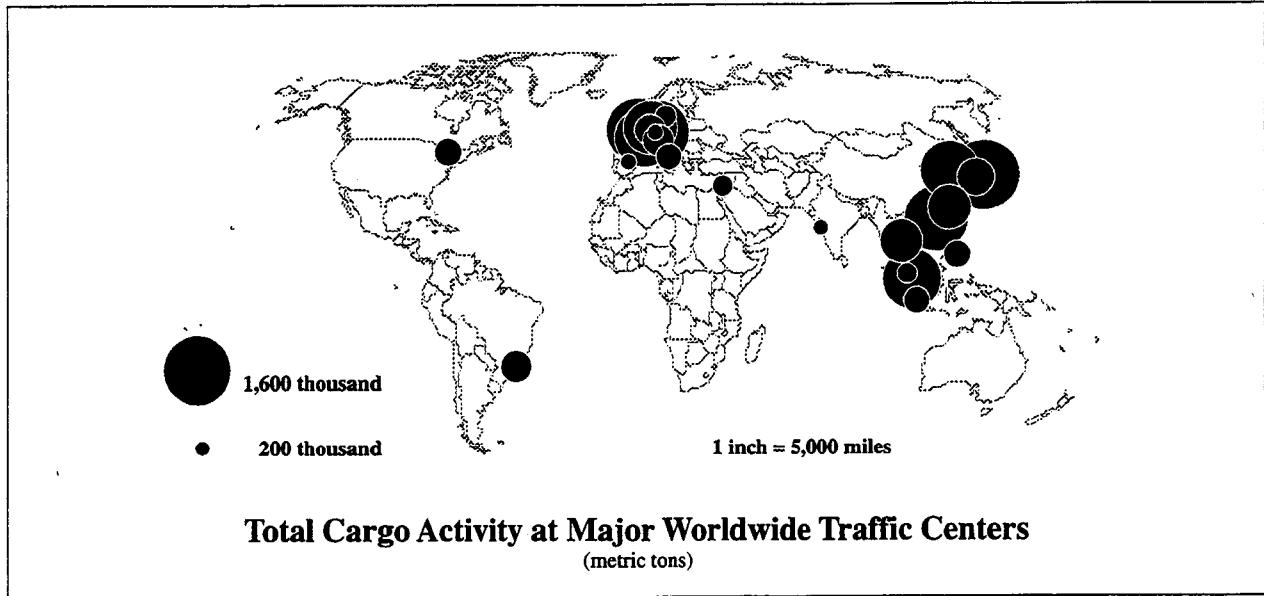 1,600 thousand
200 thousand
1 inch = 5,000 miles
Total Cargo Activity at Major Worldwide Traffic Centers
(metric tons)